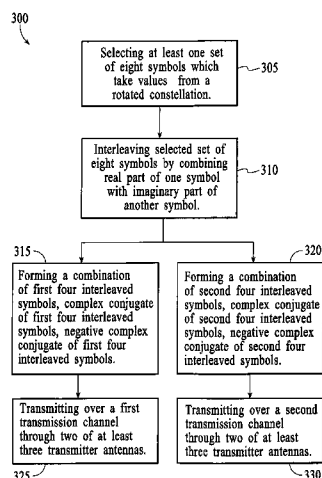 300
Selecting at least one set
of eight symbols which
take values from a
rotated constellation.
305
Interleaving selected set of
eight symbols by combining
real part of one symbol
with imaginary part of
another symbol.
310
315
Forming a combination
of first four interleaved
symbols, complex conjugate
of first four interleaved
symbols, negative complex
conjugate of first four
interleaved symbols.
320
Forming a combination
of second four interleaved
symbols, complex conjugate
of second four interleaved
symbols, negative complex
conjugate of second four
interleaved symbols.
Transmitting over a first
transmission channel
through two of at least
three transmitter antennas.
325
Transmitting over a second
transmission channel
through two of at least
three transmitter antennas.
330